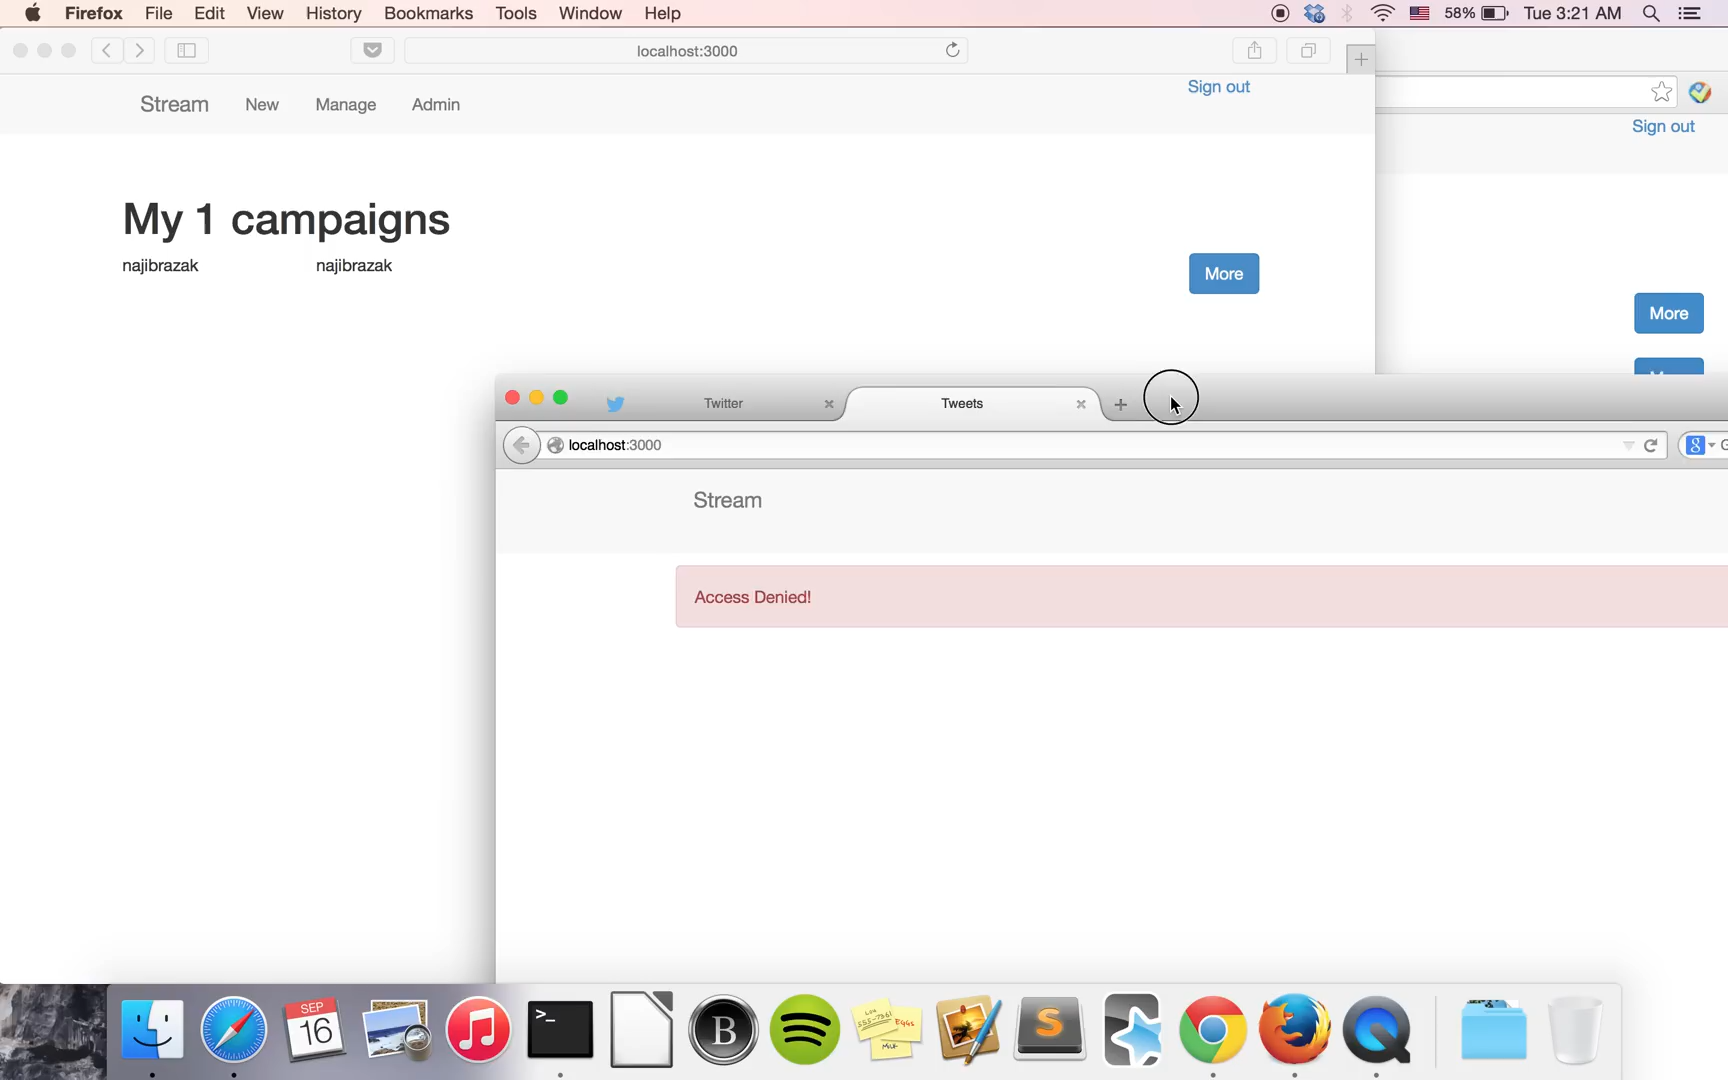 Firefox File Edit View History Bookmarks Tools Window Help 58% Tue 3:21 AM
localhost:3000
Stream New Manage Admin Sign out
Sign out
My 1 campaigns
najibrazak najibrazak More
More
Twitter Tweets
localhost:3000
Stream
Access Denied!
SEP
16
>_
B
S